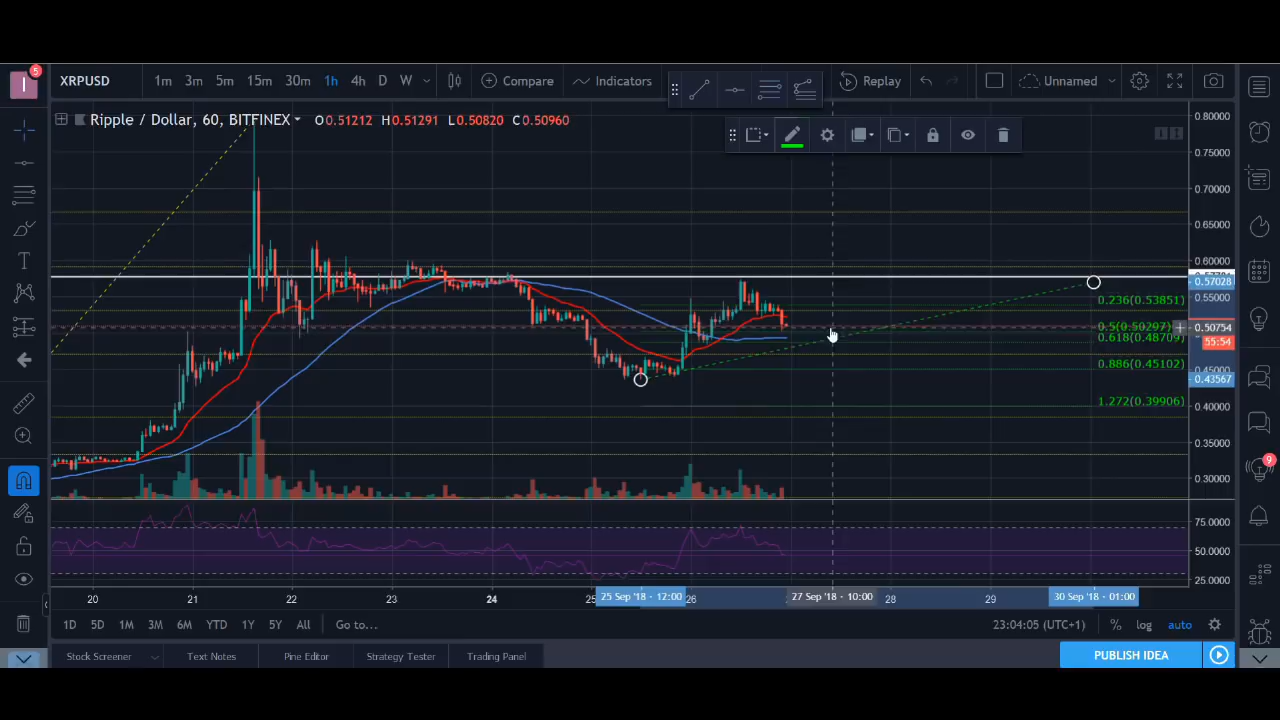 I
5
XRPUSD
1m 3m 5m 15m 30m 1h 4h D W
Compare
Indicators
Replay
Unnamed
Ripple / Dollar, 60, BITFINEX
O0.51212 H0.51291 L0.50820 C0.50960
0.80000
0.75000
0.70000
0.65000
0.60000
0.57028
0.55000
0.236(0.53851)
0.5(0.50297)
0.50754
0.618(0.48709)
55:54
0.886(0.45102)
0.45000
0.43567
1.272(0.39906)
0.40000
0.35000
0.30000
9
75.0000
50.0000
25.0000
20 21 22 23 24 25 26 28 29
25 Sep '18 - 12:00
27 Sep '18 - 10:00
30 Sep '18 - 01:00
1D 5D 1M 3M 6M YTD 1Y 5Y All
Go to...
23:04:05 (UTC+1)
% log auto
Stock Screener
Text Notes
Pine Editor
Strategy Tester
Trading Panel
PUBLISH IDEA